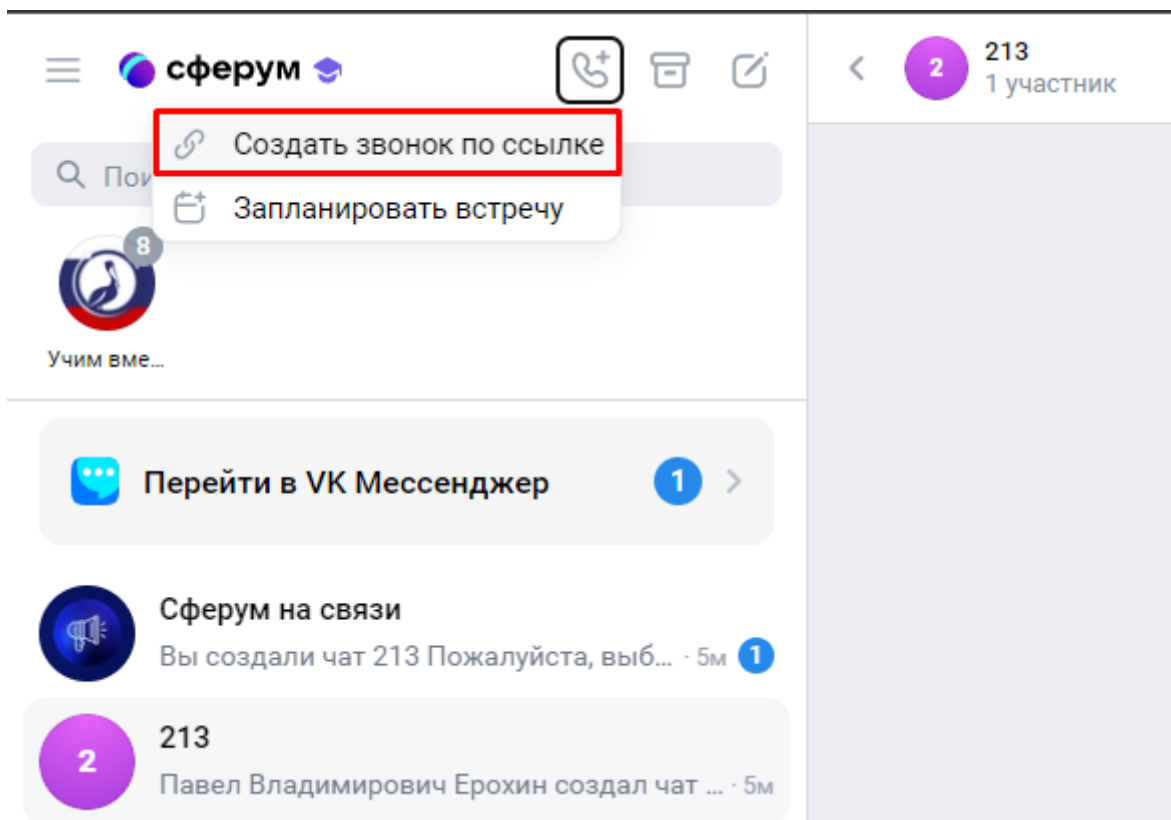 сферум
2
213
1 участник
Создать звонок по ссылке
Запланировать встречу
8
Учим вме...
Перейти в VK Мессенджер
1
Сферум на связи
Вы создали чат 213 Пожалуйста, выб... · 5м 1
2
213
Павел Владимирович Ерохин создал чат ... · 5м